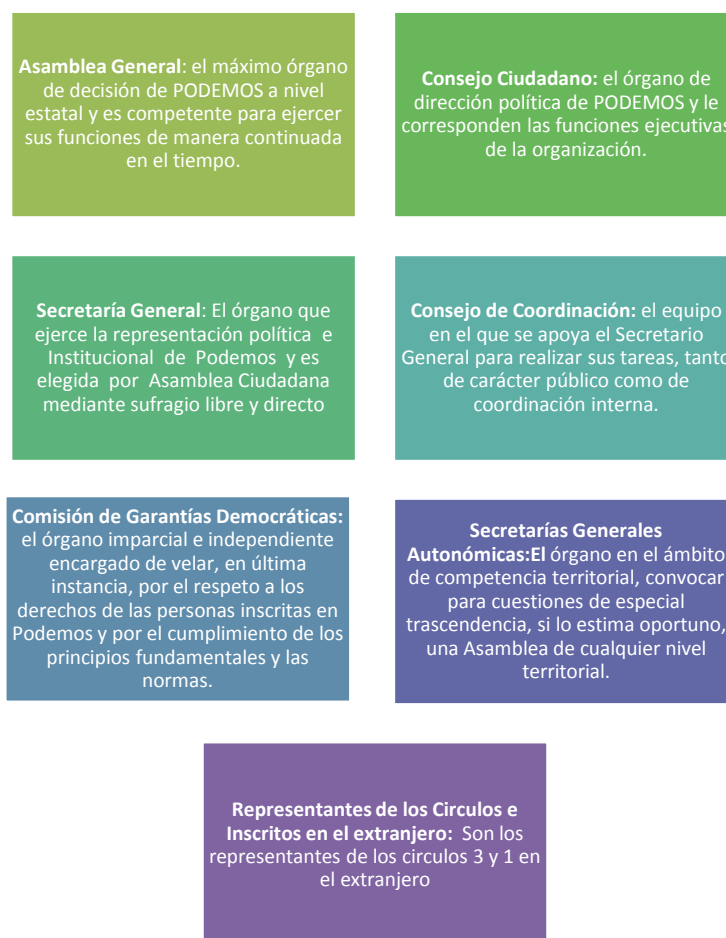 Asamblea General: el máximo órgano
de decisión de PODEMOS a nivel
estatal y es competente para ejercer
sus funciones de manera continuada
en el tiempo.
Consejo Ciudadano: el órgano de
dirección política de PODEMOS y le
corresponden las funciones ejecutivas
de la organización.
Secretaría General: El órgano que
ejerce la representación política e
Institucional de Podemos y es
elegida por Asamblea Ciudadana
mediante sufragio libre y directo
Consejo de Coordinación: el equipo
en el que se apoya el Secretario
General para realizar sus tareas, tanto
de carácter público como de
coordinación interna.
Comisión de Garantías Democráticas:
el órgano imparcial e independiente
encargado de velar, en última
instancia, por el respeto a los
derechos de las personas inscritas en
Podemos y por el cumplimiento de los
principios fundamentales y las
normas.
Secretarías Generales
Autonómicas:El órgano en el ámbito
de competencia territorial, convocar
para cuestiones de especial
trascendencia, si lo estima oportuno,
una Asamblea de cualquier nivel
territorial.
Representantes de los Circulos e
Inscritos en el extranjero: Son los
representantes de los circulos 3 y 1 en
el extranjero